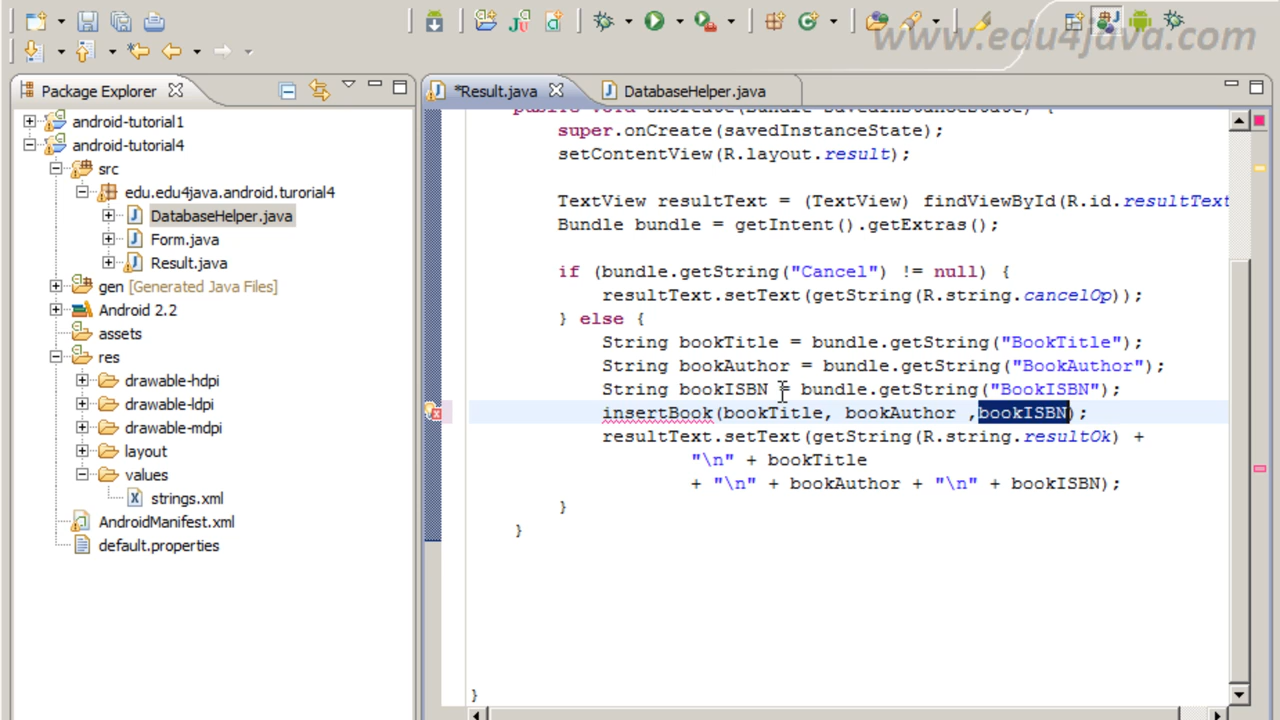 www.edu4java.com
Package Explorer
*Result.java
DatabaseHelper.java
android-tutorial1
android-tutorial4
src
edu.edu4java.android.turorial4
DatabaseHelper.java
Form.java
Result.java
gen [Generated Java Files]
Android 2.2
assets
res
drawable-hdpi
drawable-ldpi
drawable-mdpi
layout
values
strings.xml
AndroidManifest.xml
default.properties
public void onCreate(Bundle savedInstanceState) {
super.onCreate(savedInstanceState);
setContentView(R.layout.result);
TextView resultText = (TextView) findViewById(R.id.resultText
Bundle bundle = getIntent().getExtras();
if (bundle.getString("Cancel") != null) {
resultText.setText(getString(R.string.cancelOp));
} else {
String bookTitle = bundle.getString("BookTitle");
String bookAuthor = bundle.getString("BookAuthor");
String bookISBN = bundle.getString("BookISBN");
insertBook(bookTitle, bookAuthor ,bookISBN);
resultText.setText(getString(R.string.resultOk) +
"\n" + bookTitle
+ "\n" + bookAuthor + "\n" + bookISBN);
}
}
}